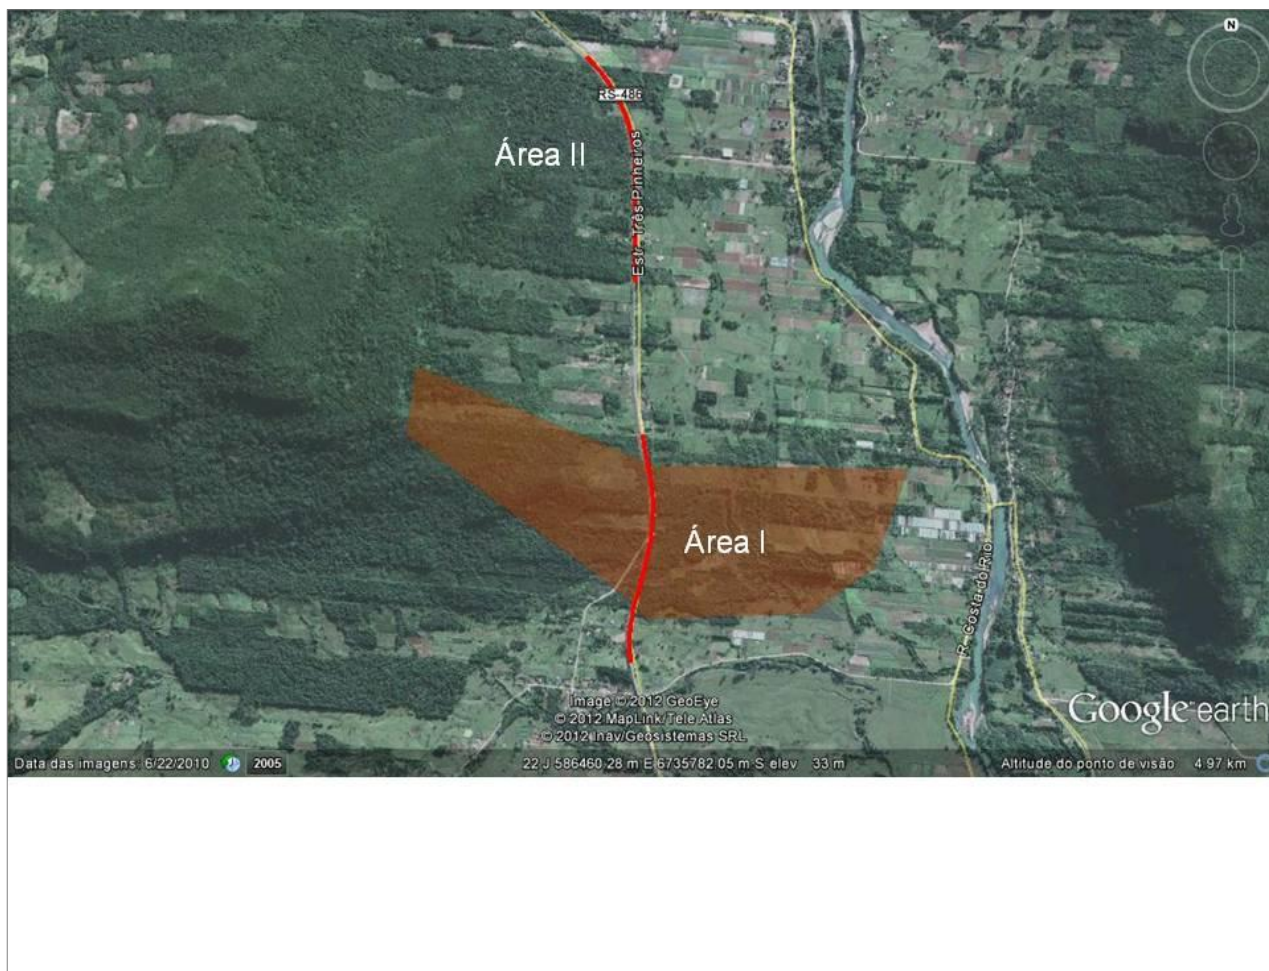 N
RS-486
Área II
Estr. Três Pinheiros
Área I
R. Costa do Rio
Image © 2012 GeoEye
© 2012 MapLink/Tele Atlas
© 2012 Inav/Geosistemas SRL
Google earth
Data das imagens: 6/22/2010 2005 22 J 586460.28 m E 6735782.05 m S elev 33 m Altitude do ponto de visão 4.97 km